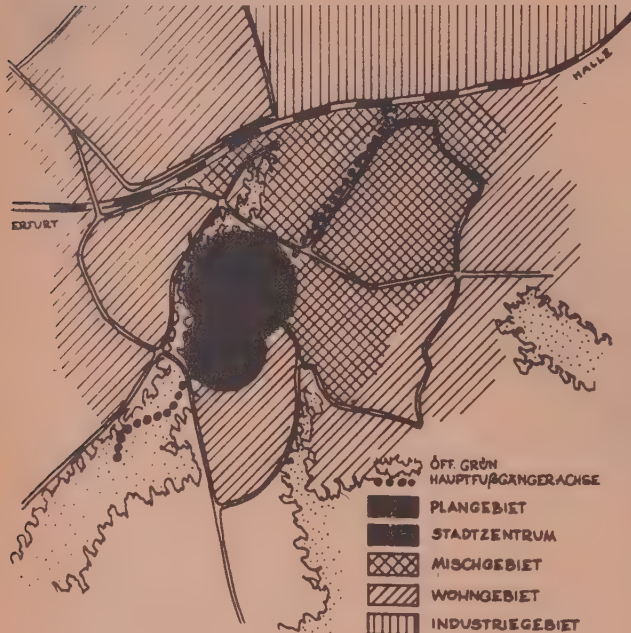 HALLE
ERFURT
ÖFF. GRÜN
HAUPTFUßGÄNGERACHSE
PLANGEBIET
STADTZENTRUM
MISCHGEBIET
WOHNGEBIET
INDUSTRIEGEBIET